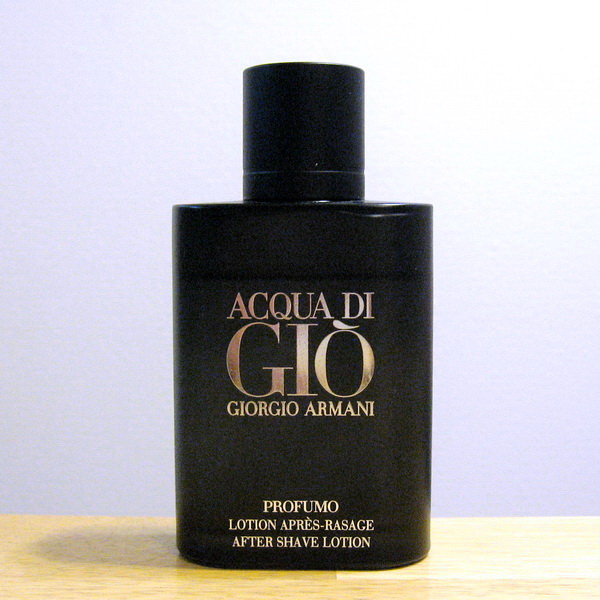 ACQUA DI
GIÒ
GIORGIO ARMANI
PROFUMO
LOTION APRÈS-RASAGE
AFTER SHAVE LOTION